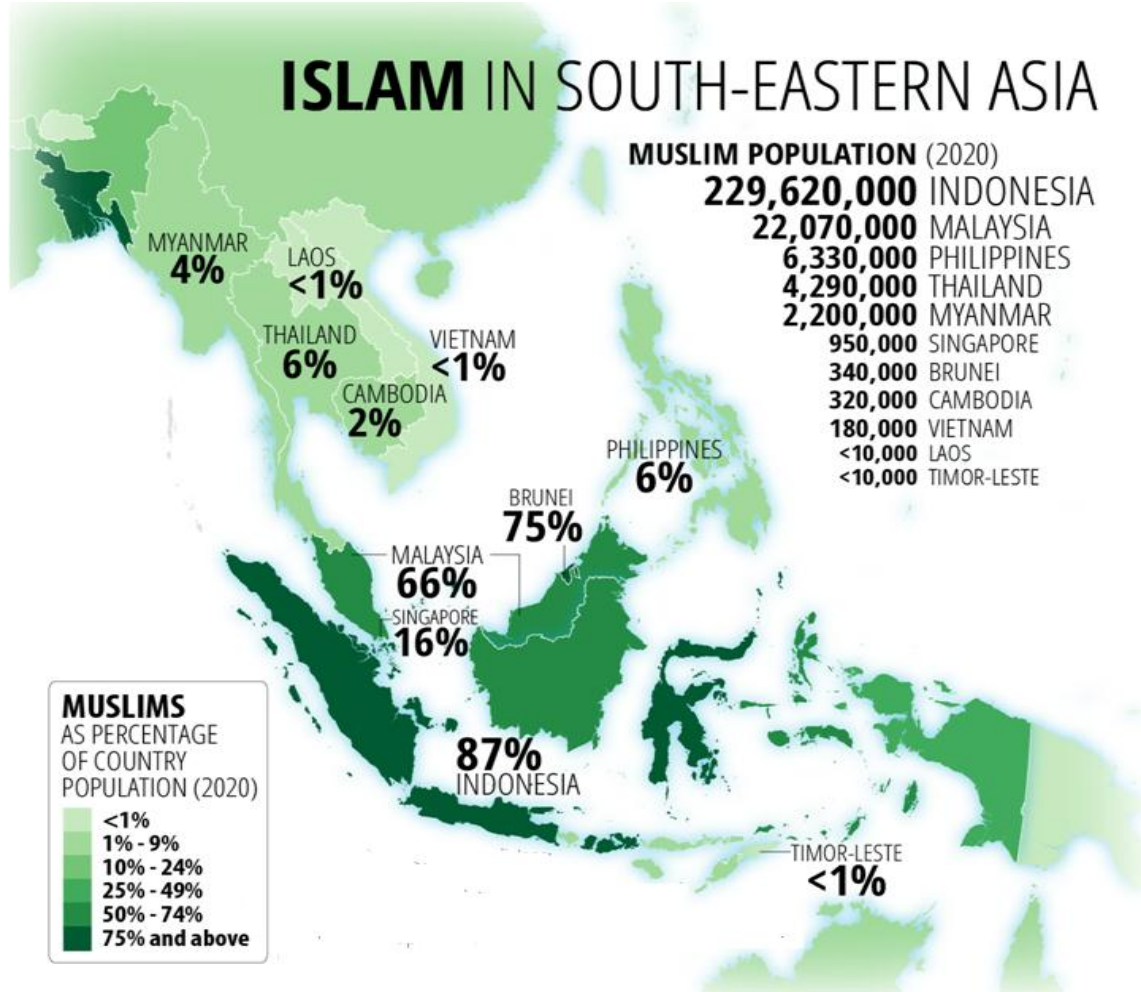 ISLAM IN SOUTH-EASTERN ASIA
MUSLIM POPULATION (2020)
229,620,000 INDONESIA
22,070,000 MALAYSIA
6,330,000 PHILIPPINES
4,290,000 THAILAND
2,200,000 MYANMAR
950,000 SINGAPORE
340,000 BRUNEI
320,000 CAMBODIA
180,000 VIETNAM
<10,000 LAOS
<10,000 TIMOR-LESTE
MYANMAR
4%
LAOS
<1%
THAILAND
6%
VIETNAM
<1%
CAMBODIA
2%
PHILIPPINES
6%
BRUNEI
75%
MALAYSIA
66%
SINGAPORE
16%
87%
INDONESIA
TIMOR-LESTE
<1%
MUSLIMS
AS PERCENTAGE
OF COUNTRY
POPULATION (2020)
<1%
1% - 9%
10% - 24%
25% - 49%
50% - 74%
75% and above